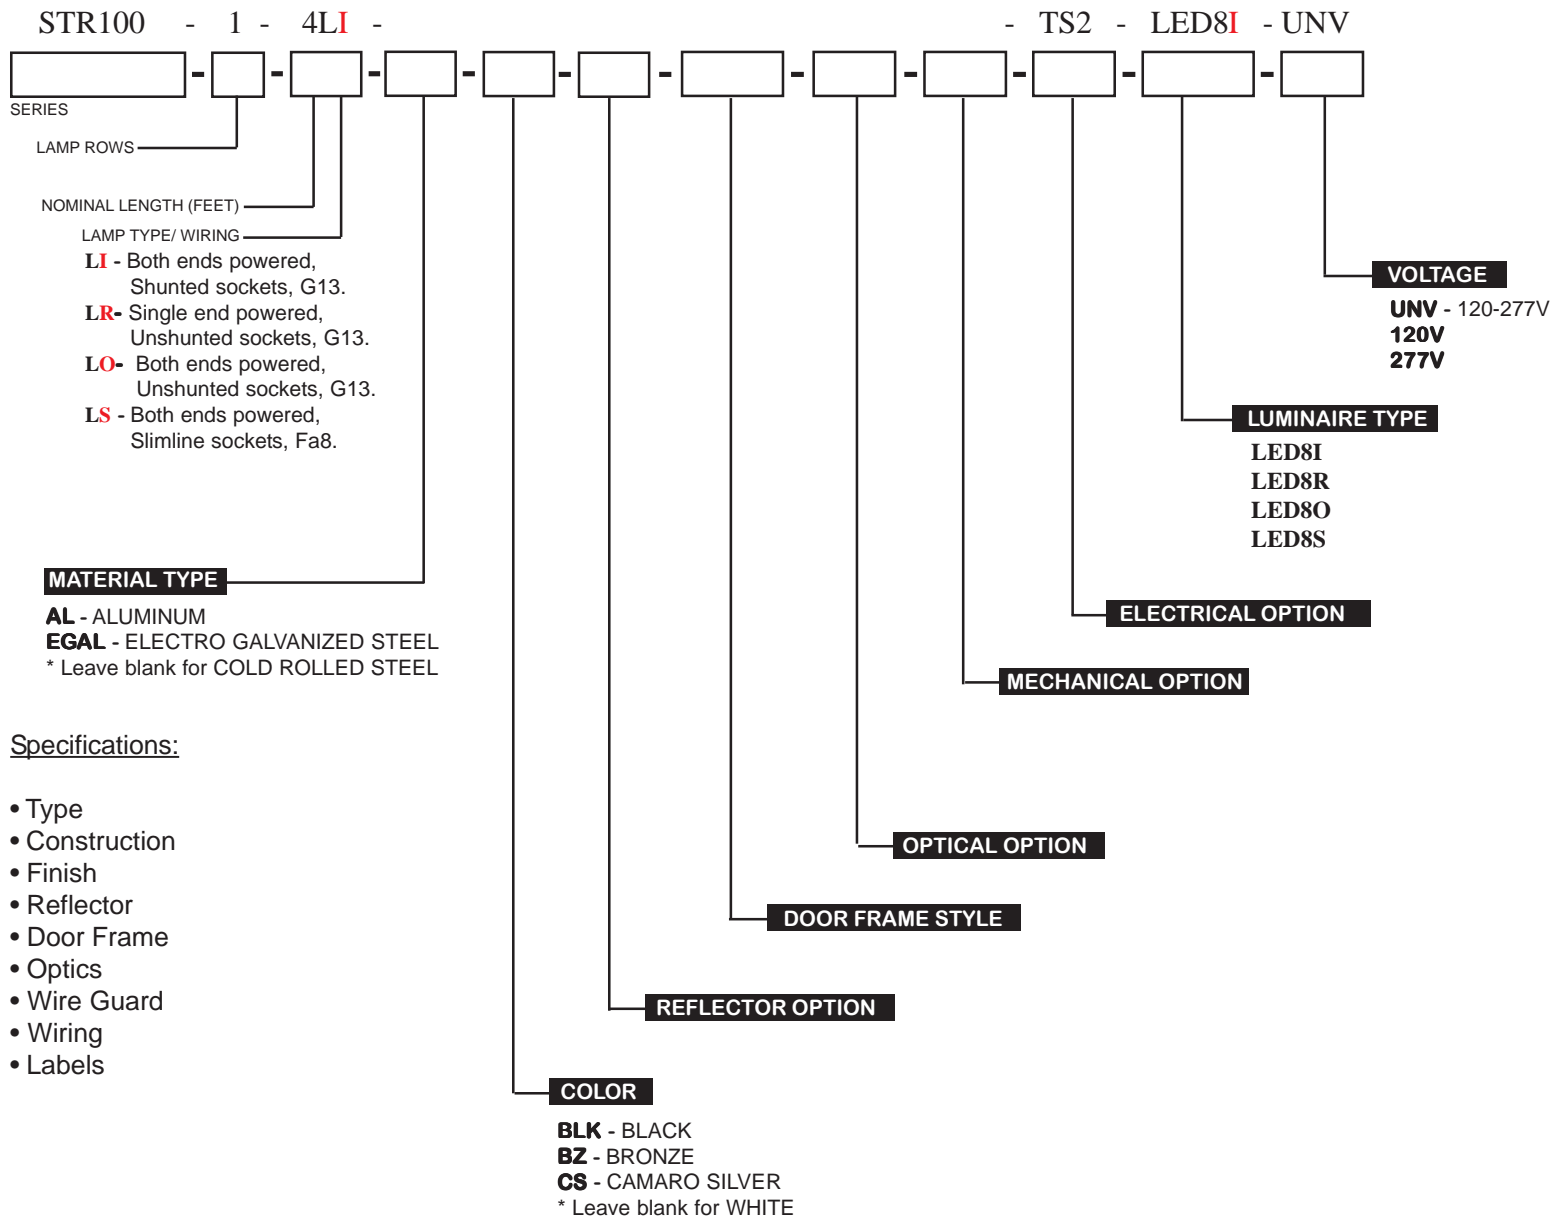 STR100 - 1 - 4LI - - TS2 - LED8I - UNV
- - - - - - - - - - -
SERIES
LAMP ROWS
NOMINAL LENGTH (FEET)
LAMP TYPE/ WIRING
LI - Both ends powered,
Shunted sockets, G13.
LR- Single end powered,
Unshunted sockets, G13.
LO- Both ends powered,
Unshunted sockets, G13.
LS - Both ends powered,
Slimline sockets, Fa8.
VOLTAGE
UNV - 120-277V
120V
277V
LUMINAIRE TYPE
LED8I
LED8R
LED8O
LED8S
MATERIAL TYPE
AL - ALUMINUM
EGAL - ELECTRO GALVANIZED STEEL
* Leave blank for COLD ROLLED STEEL
ELECTRICAL OPTION
MECHANICAL OPTION
Specifications:
• Type
• Construction
• Finish
• Reflector
• Door Frame
• Optics
• Wire Guard
• Wiring
• Labels
OPTICAL OPTION
DOOR FRAME STYLE
REFLECTOR OPTION
COLOR
BLK - BLACK
BZ - BRONZE
CS - CAMARO SILVER
* Leave blank for WHITE